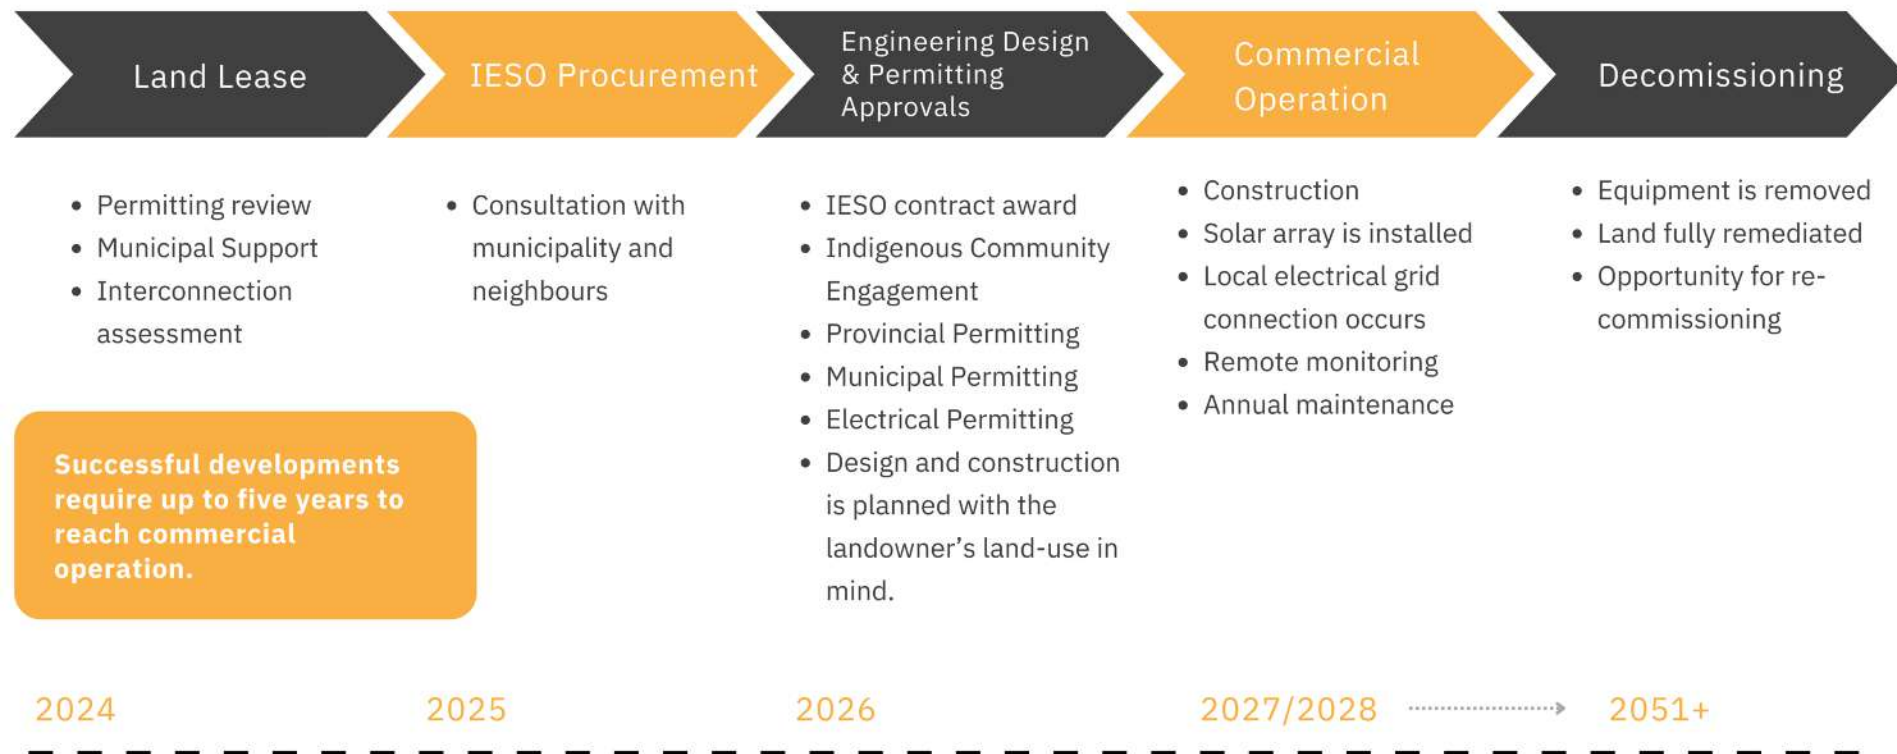 Land Lease
IESO Procurement
Engineering Design
& Permitting
Approvals
Commercial
Operation
Decomissioning
• Permitting review
• Municipal Support
• Interconnection
assessment
• Consultation with
municipality and
neighbours
• IESO contract award
• Indigenous Community
Engagement
• Provincial Permitting
• Municipal Permitting
• Electrical Permitting
• Design and construction
is planned with the
landowner’s land-use in
mind.
• Construction
• Solar array is installed
• Local electrical grid
connection occurs
• Remote monitoring
• Annual maintenance
• Equipment is removed
• Land fully remediated
• Opportunity for re-
commissioning
Successful developments
require up to five years to
reach commercial
operation.
2024
2025
2026
2027/2028
2051+